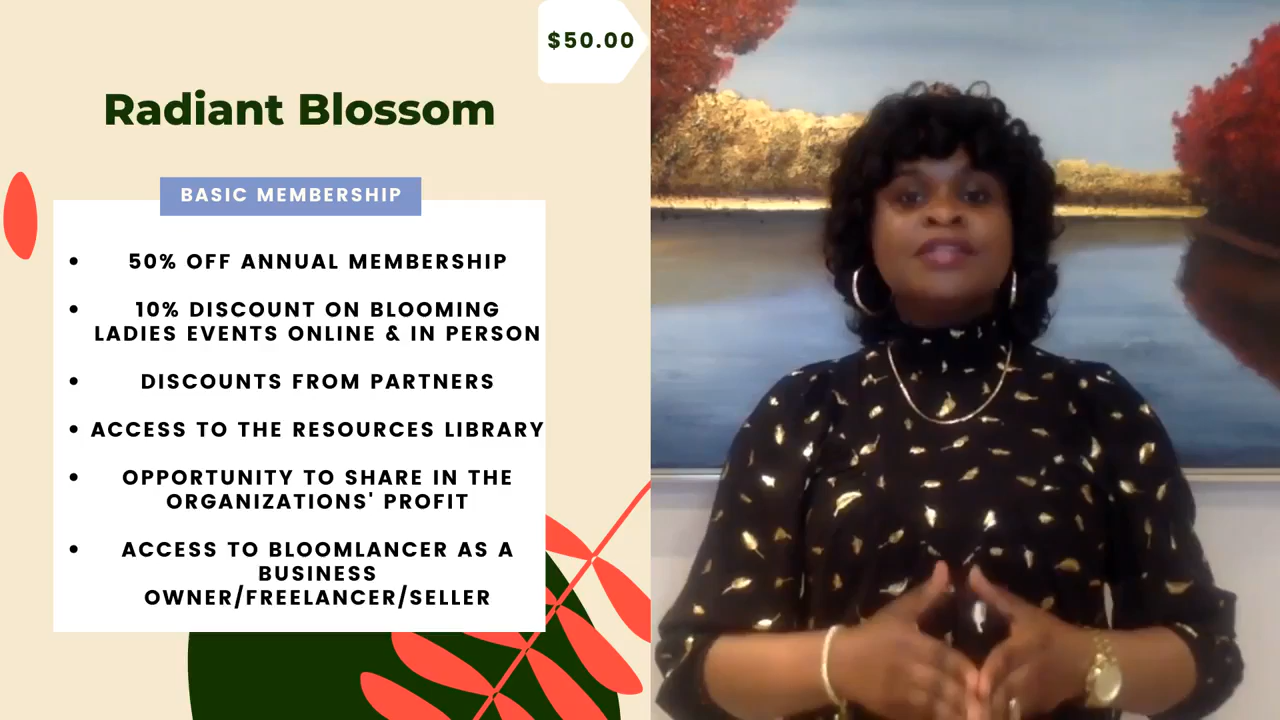 $50.00
Radiant Blossom
BASIC MEMBERSHIP
• 50% OFF ANNUAL MEMBERSHIP
• 10% DISCOUNT ON BLOOMING
LADIES EVENTS ONLINE & IN PERSON
• DISCOUNTS FROM PARTNERS
• ACCESS TO THE RESOURCES LIBRARY
• OPPORTUNITY TO SHARE IN THE
ORGANIZATIONS' PROFIT
• ACCESS TO BLOOMLANCER AS A
BUSINESS
OWNER/FREELANCER/SELLER